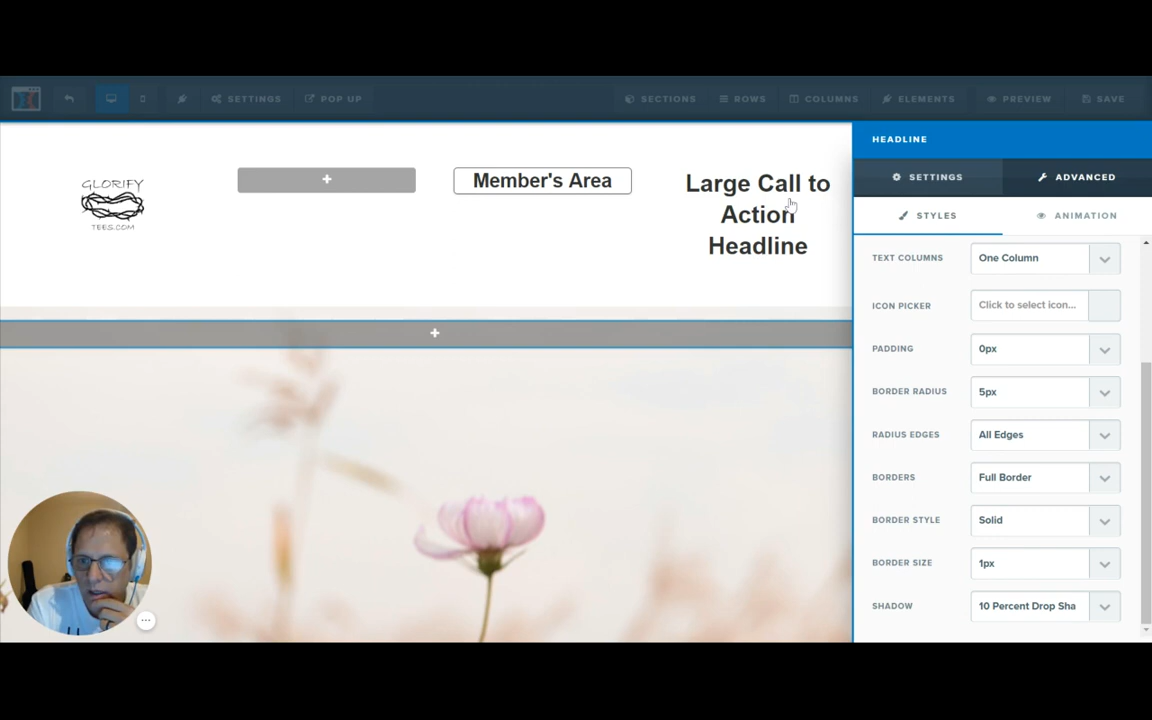 SETTINGS
POP UP
SECTIONS
ROWS
COLUMNS
ELEMENTS
PREVIEW
SAVE
GLORIFY
TEES.COM
Member's Area
Large Call to
Action
Headline
HEADLINE
SETTINGS
ADVANCED
STYLES
ANIMATION
TEXT COLUMNS
One Column
ICON PICKER
Click to select icon...
PADDING
0px
BORDER RADIUS
5px
RADIUS EDGES
All Edges
BORDERS
Full Border
BORDER STYLE
Solid
BORDER SIZE
1px
SHADOW
10 Percent Drop Sha